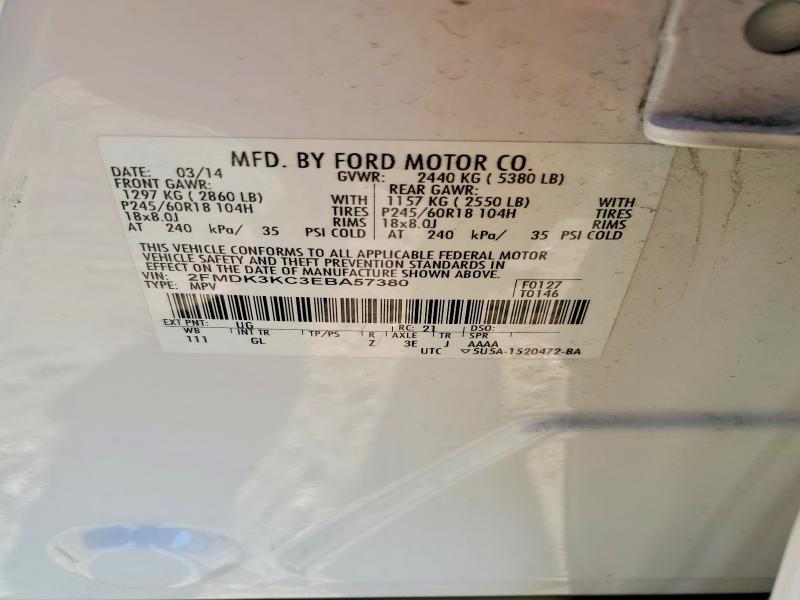 MFD. BY FORD MOTOR CO.
DATE: 03/14 GVWR: 2440 KG ( 5380 LB)
FRONT GAWR: REAR GAWR:
1297 KG ( 2860 LB) WITH 1157 KG ( 2550 LB) WITH
P245/60R18 104H TIRES P245/60R18 104H TIRES
18x8.0J RIMS 18x8.0J RIMS
AT 240 kPa/ 35 PSI COLD AT 240 kPa/ 35 PSI COLD
THIS VEHICLE CONFORMS TO ALL APPLICABLE FEDERAL MOTOR
VEHICLE SAFETY AND THEFT PREVENTION STANDARDS IN
EFFECT ON THE DATE OF MANUFACTURE SHOWN ABOVE.
VIN: 2FMDK3KC3EBA57380 F0127
TYPE: MPV T0146
EXT PNT: UG RC: 21 DSO:
WB INT TR TP/PS R AXLE TR SPR
111 GL Z 3E J AAAA
UTC ▽5U5A-1520472-BA